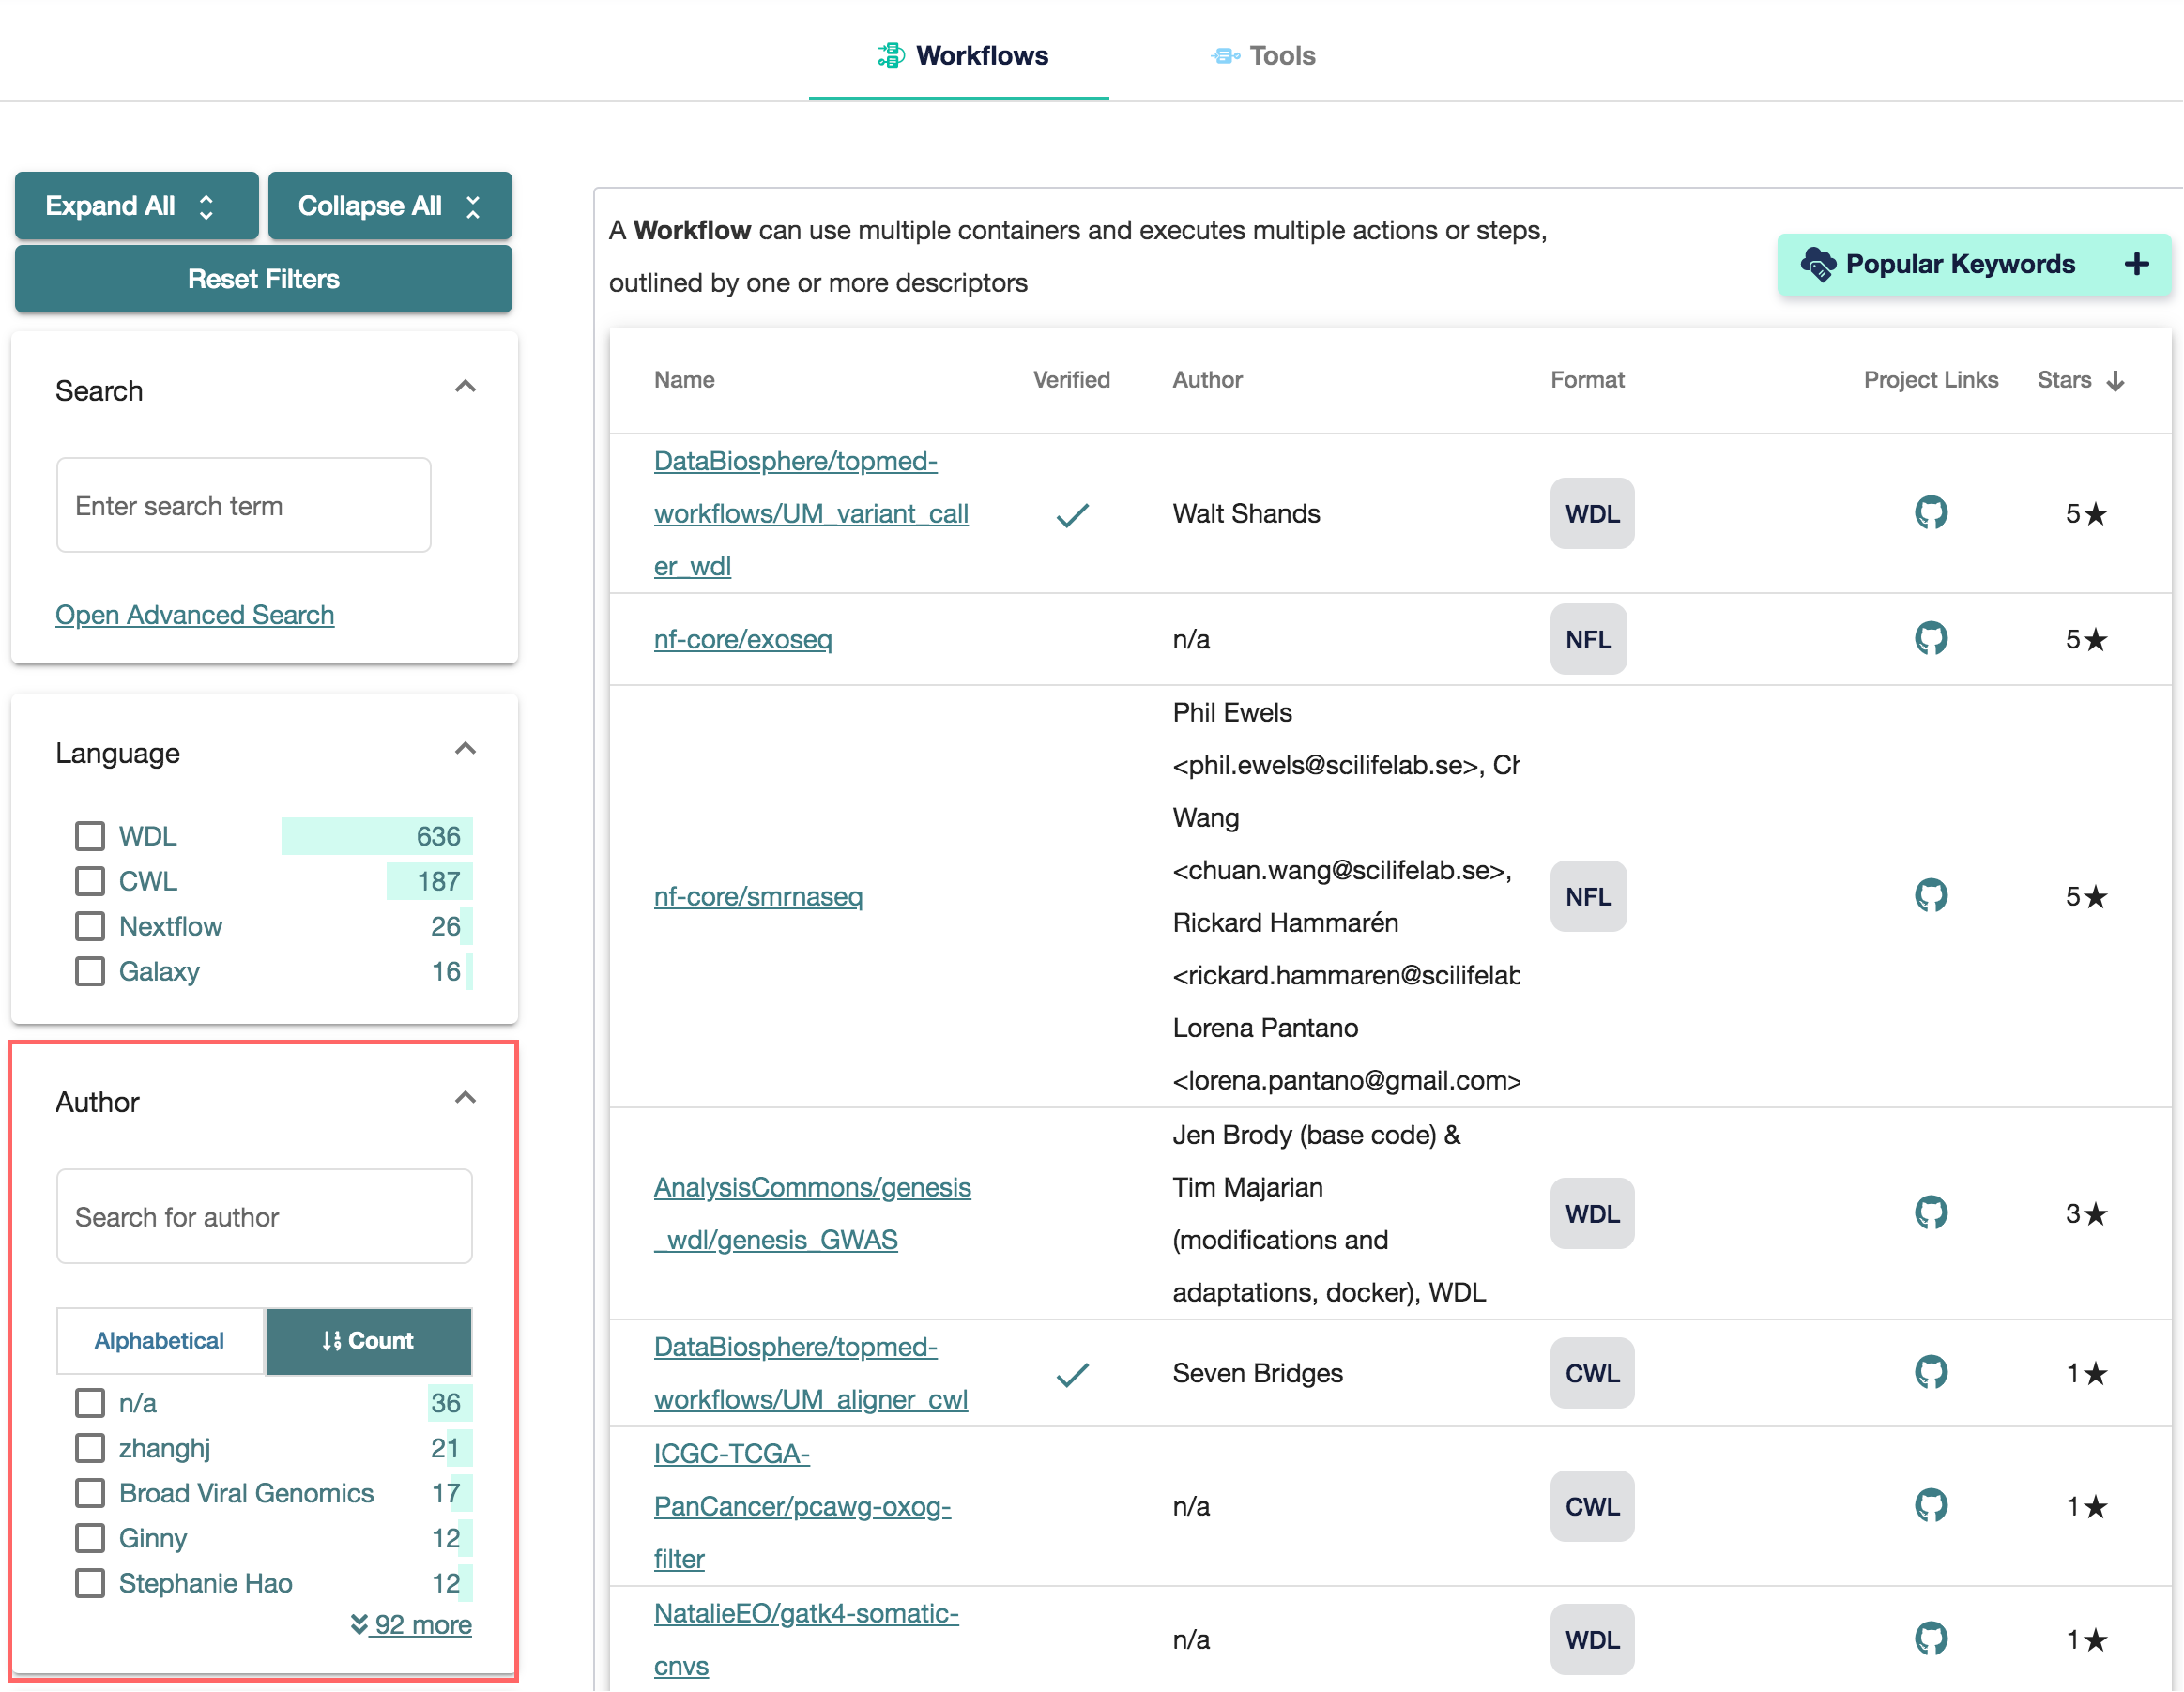 Workflows
Tools
Expand All
Collapse All
Reset Filters
Search
Enter search term
Open Advanced Search
Language
WDL 636
CWL 187
Nextflow 26
Galaxy 16
Author
Search for author
Alphabetical
Count
n/a 36
zhanghj 21
Broad Viral Genomics 17
Ginny 12
Stephanie Hao 12
92 more
A Workflow can use multiple containers and executes multiple actions or steps,
outlined by one or more descriptors
Popular Keywords +
Name Verified Author Format Project Links Stars
DataBiosphere/topmed-
workflows/UM_variant_call
er_wdl
Walt Shands
WDL
5★
nf-core/exoseq
n/a
NFL
5★
nf-core/smrnaseq
Phil Ewels
<phil.ewels@scilifelab.se>, Ch
Wang
<chuan.wang@scilifelab.se>,
Rickard Hammarén
<rickard.hammaren@scilifelab
Lorena Pantano
<lorena.pantano@gmail.com>
NFL
5★
AnalysisCommons/genesis
_wdl/genesis_GWAS
Jen Brody (base code) &
Tim Majarian
(modifications and
adaptations, docker), WDL
WDL
3★
DataBiosphere/topmed-
workflows/UM_aligner_cwl
Seven Bridges
CWL
1★
ICGC-TCGA-
PanCancer/pcawg-oxog-
filter
n/a
CWL
1★
NatalieEO/gatk4-somatic-
cnvs
n/a
WDL
1★